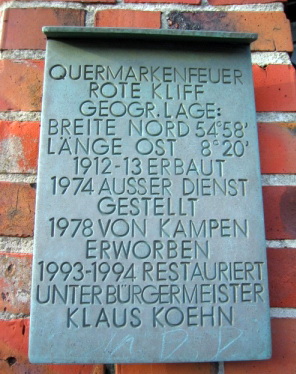 QUERMARKENFEUER
ROTE KLIFF
GEOGR. LAGE:
BREITE NORD 54°58'
LÄNGE OST 8°20'
1912-13 ERBAUT
1974 AUSSER DIENST
GESTELLT
1978 VON KAMPEN
ERWORBEN
1993-1994 RESTAURIERT
UNTER BÜRGERMEISTER
KLAUS KOEHN